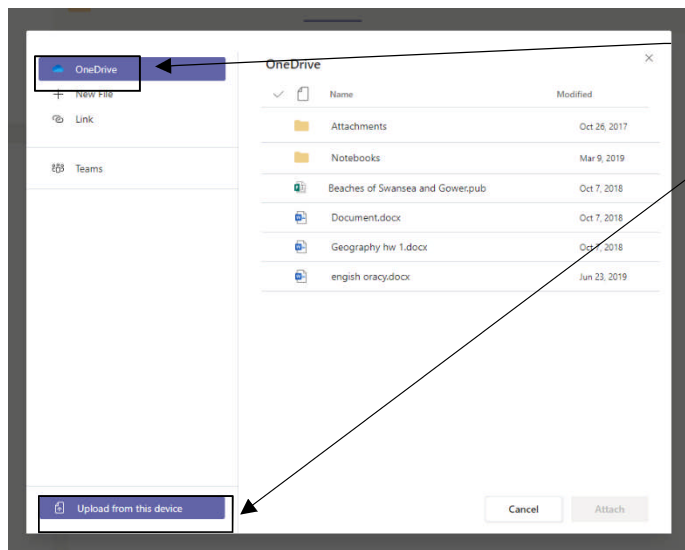 OneDrive
New File
Link
Teams
Upload from this device
OneDrive
Name Modified
Attachments Oct 26, 2017
Notebooks Mar 9, 2019
Beaches of Swansea and Gower.pub Oct 7, 2018
Document.docx Oct 7, 2018
Geography hw 1.docx Oct 7, 2018
engish oracy.docx Jun 23, 2019
Cancel Attach